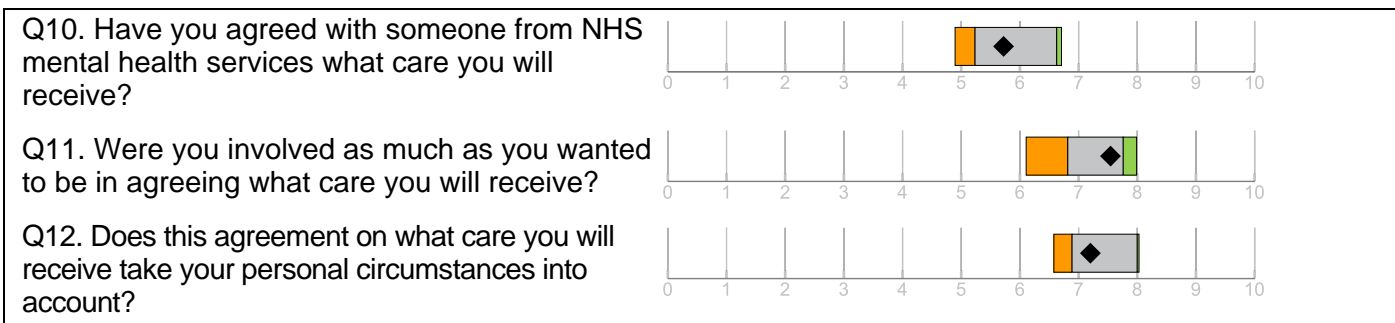 Q10. Have you agreed with someone from NHS
mental health services what care you will
receive?
0 1 2 3 4 5 6 7 8 9 10
Q11. Were you involved as much as you wanted
to be in agreeing what care you will receive?
0 1 2 3 4 5 6 7 8 9 10
Q12. Does this agreement on what care you will
receive take your personal circumstances into
account?
0 1 2 3 4 5 6 7 8 9 10